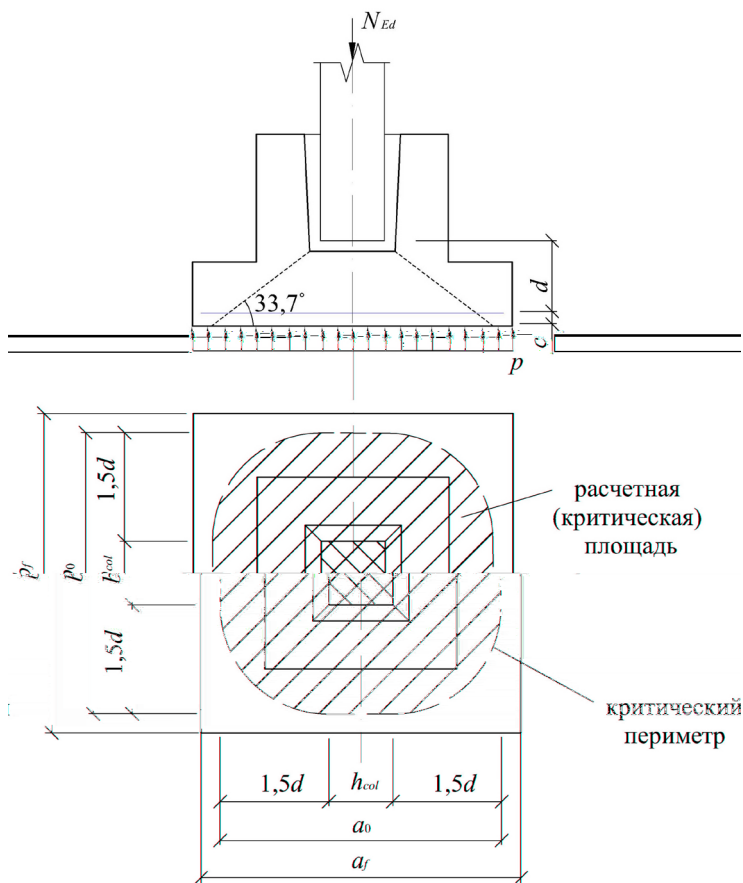 N_Ed
33,7°
d
c
p
1,5d
расчетная
(критическая)
площадь
1,5d
критический
периметр
1,5d h_col 1,5d
a_0
a_f